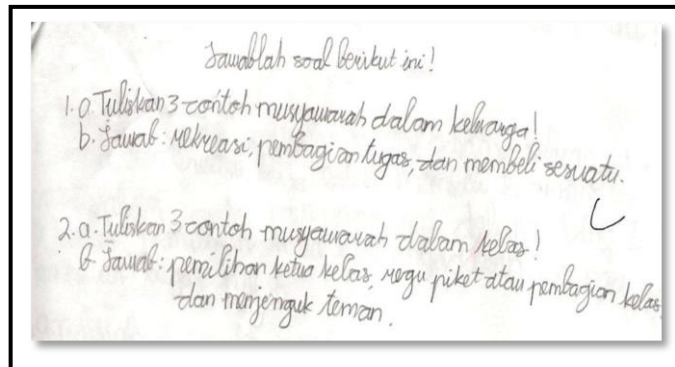 Jawablah soal berikut ini!
1. a. Tuliskan 3 contoh musyawarah dalam keluarga!
b. Jawab: rekreasi, pembagian tugas, dan membeli sesuatu.
2. a. Tuliskan 3 contoh musyawarah dalam kelas!
b. Jawab: pemilihan ketua kelas, regu piket atau pembagian kelas,
dan menjenguk teman.